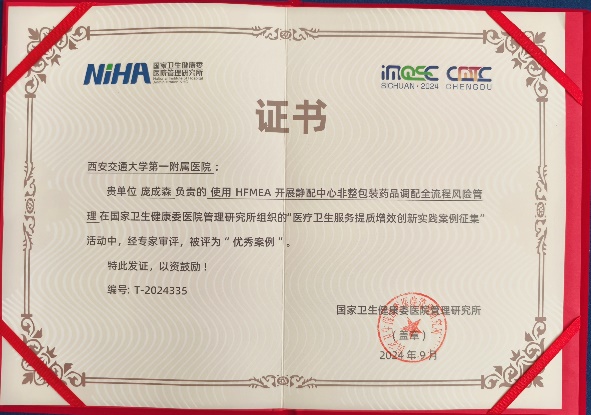 NiHA 国家卫生健康委
医院管理研究所
National Institute of Hospital
iMQEE CMTC
SICHUAN·2024 CHENGDU
证书
西安交通大学第一附属医院：
贵单位 庞成森 负责的 使用 HFMEA 开展静配中心非整包装药品调配全流程风险管
理 在国家卫生健康委医院管理研究所组织的“医疗卫生服务提质增效创新实践案例征集”
活动中，经专家审评，被评为“ 优秀案例 ”。
特此发证，以资鼓励！
编号: T-2024335
国家卫生健康委医院管理研究所
（盖章）
2024 年 9 月